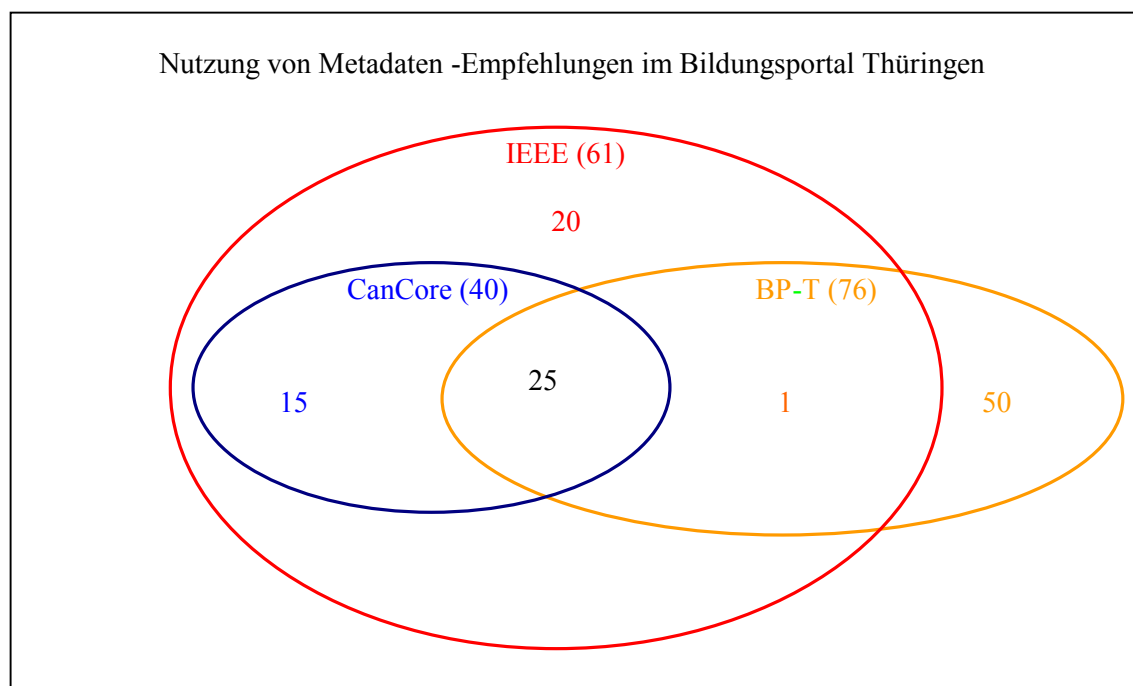 Nutzung von Metadaten -Empfehlungen im Bildungsportal Thüringen
IEEE (61)
20
CanCore (40)
BP-T (76)
15
25
1
50